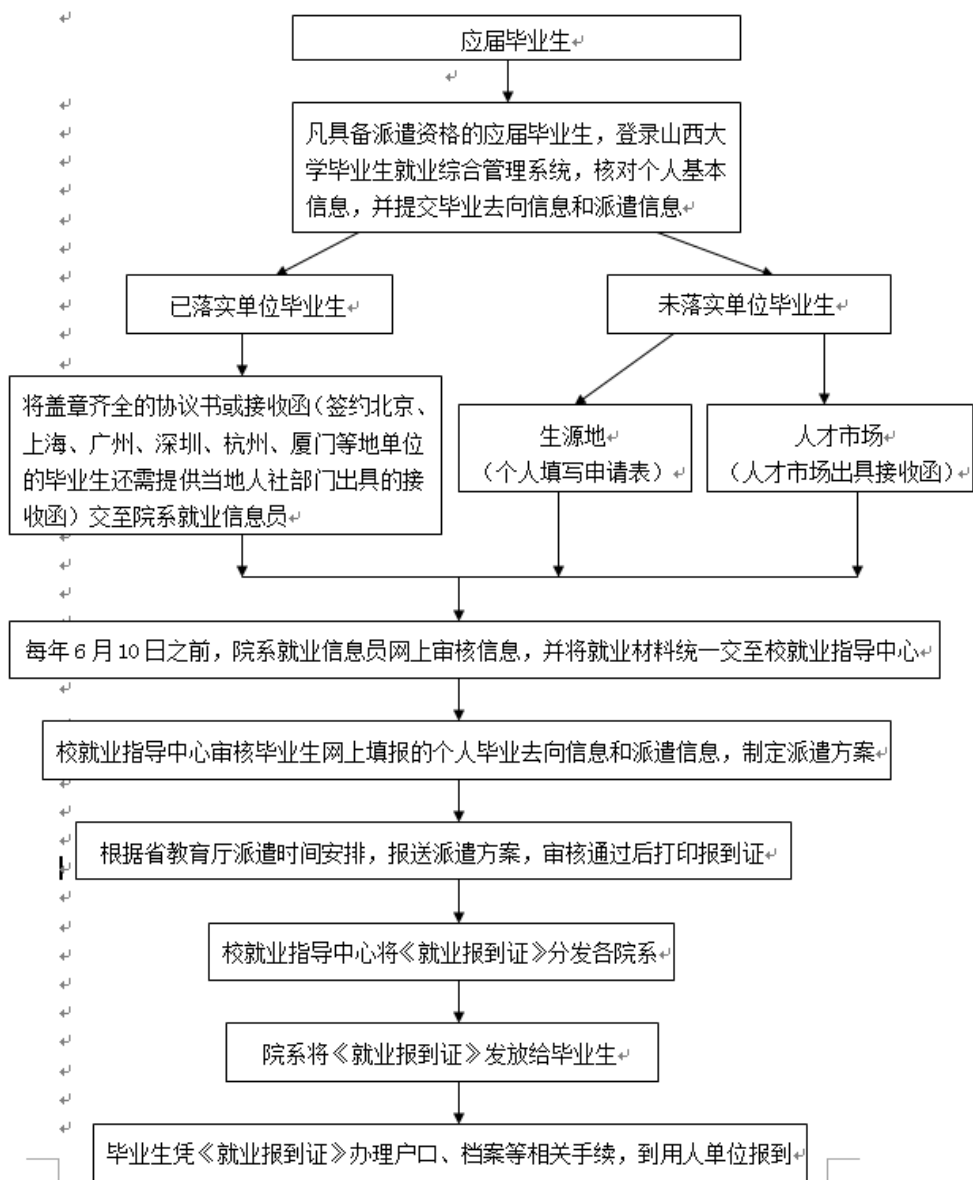 应届毕业生
凡具备派遣资格的应届毕业生，登录山西大
学毕业生就业综合管理系统，核对个人基本
信息，并提交毕业去向信息和派遣信息
已落实单位毕业生
未落实单位毕业生
将盖章齐全的协议书或接收函（签约北京、
上海、广州、深圳、杭州、厦门等地单位
的毕业生还需提供当地人社部门出具的接
收函）交至院系就业信息员
生源地
（个人填写申请表）
人才市场
（人才市场出具接收函）
每年6月10日之前，院系就业信息员网上审核信息，并将就业材料统一交至校就业指导中心
校就业指导中心审核毕业生网上填报的个人毕业去向信息和派遣信息，制定派遣方案
根据省教育厅派遣时间安排，报送派遣方案，审核通过后打印报到证
校就业指导中心将《就业报到证》分发各院系
院系将《就业报到证》发放给毕业生
毕业生凭《就业报到证》办理户口、档案等相关手续，到用人单位报到